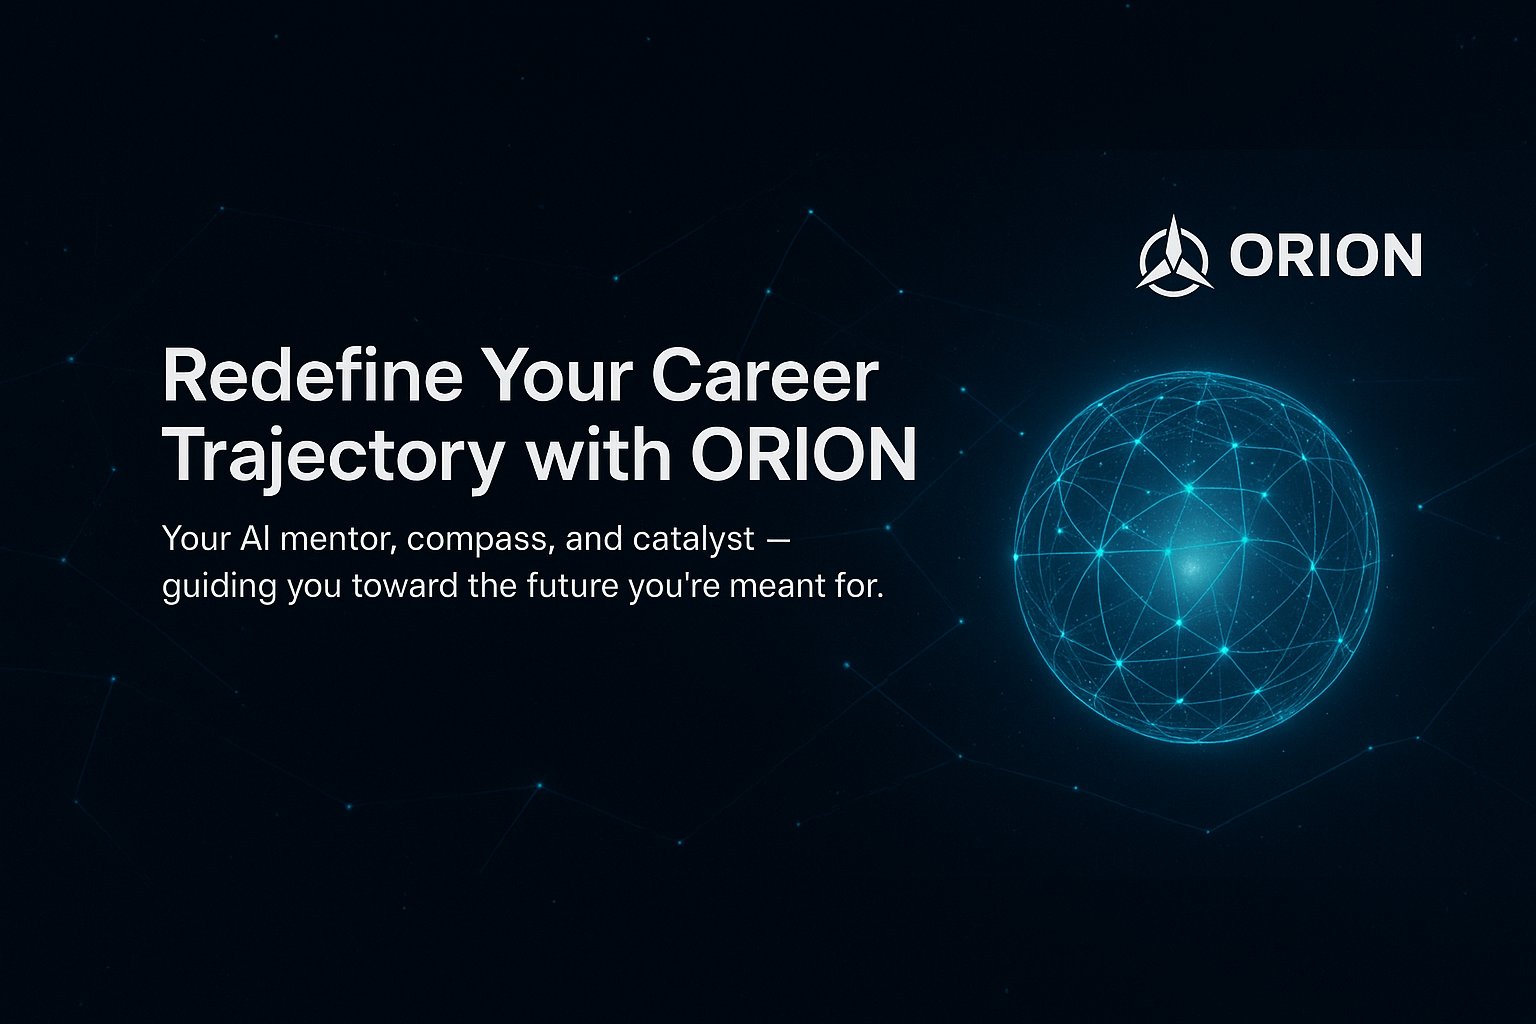 ORION
Redefine Your Career
Trajectory with ORION
Your AI mentor, compass, and catalyst —
guiding you toward the future you're meant for.